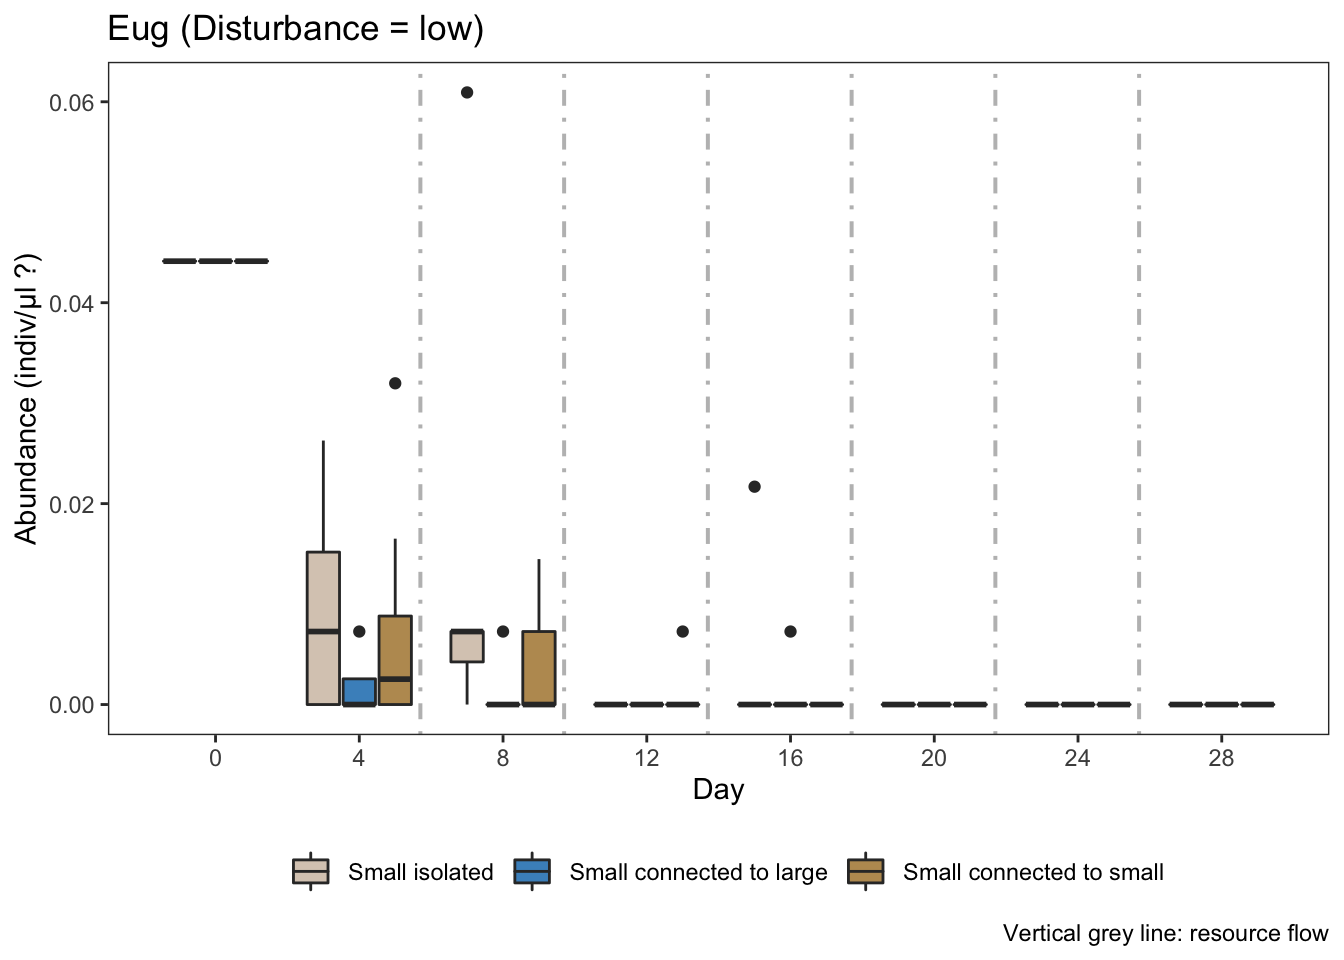 Eug (Disturbance = low)
0.06
0.04
0.02
0.00
Abundance (indiv/µl ?)
0 4 8 12 16 20 24 28
Day
Small isolated Small connected to large Small connected to small
Vertical grey line: resource flow